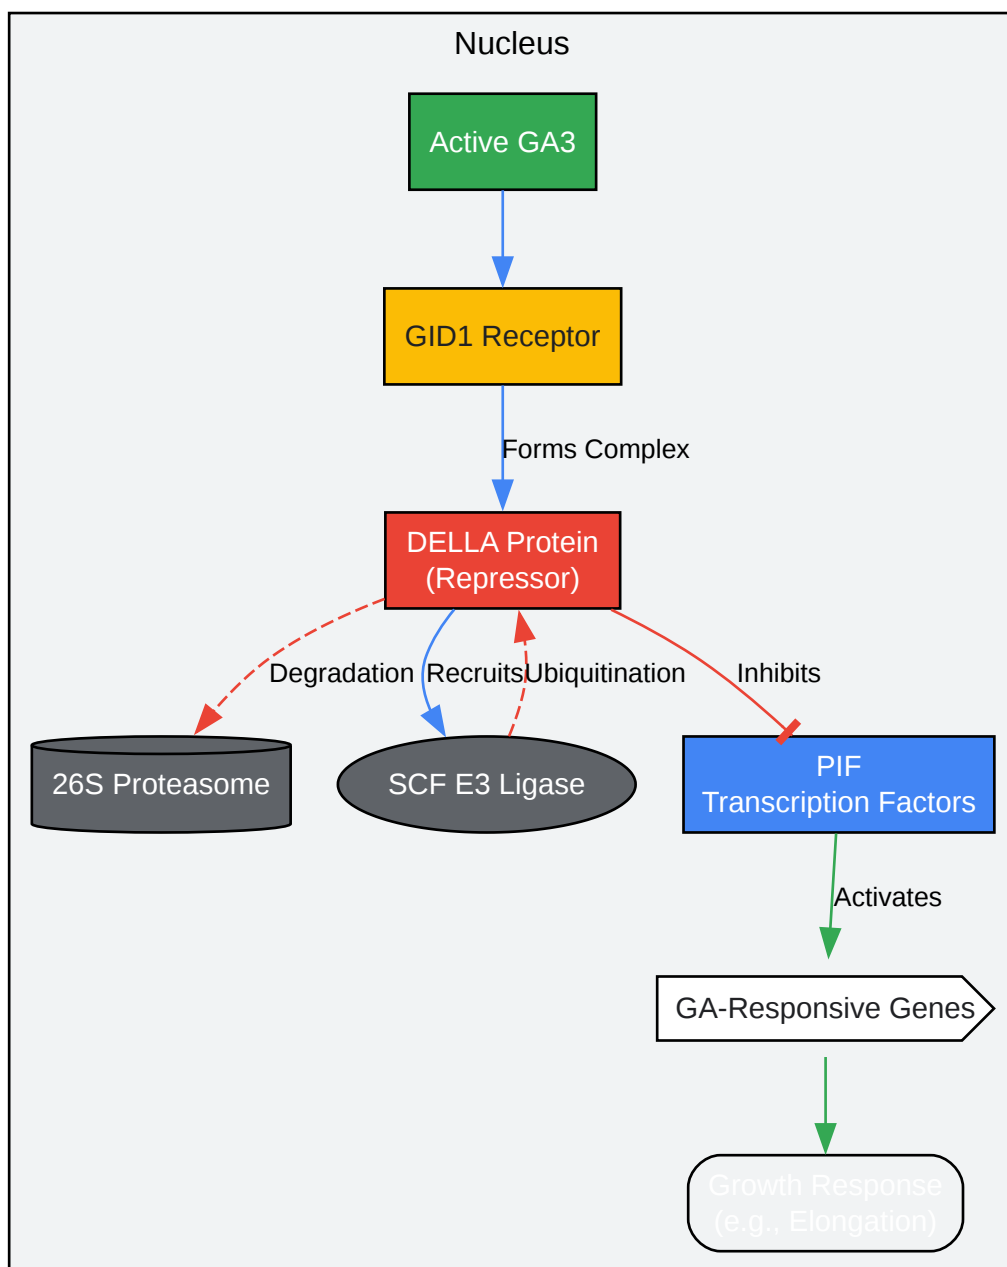 Nucleus
Active GA3
GID1 Receptor
Forms Complex
DELLA Protein
(Repressor)
Degradation
Recruits
Ubiquitination
Inhibits
26S Proteasome
SCF E3 Ligase
PIF
Transcription Factors
Activates
GA-Responsive Genes
Growth Response
(e.g., Elongation)